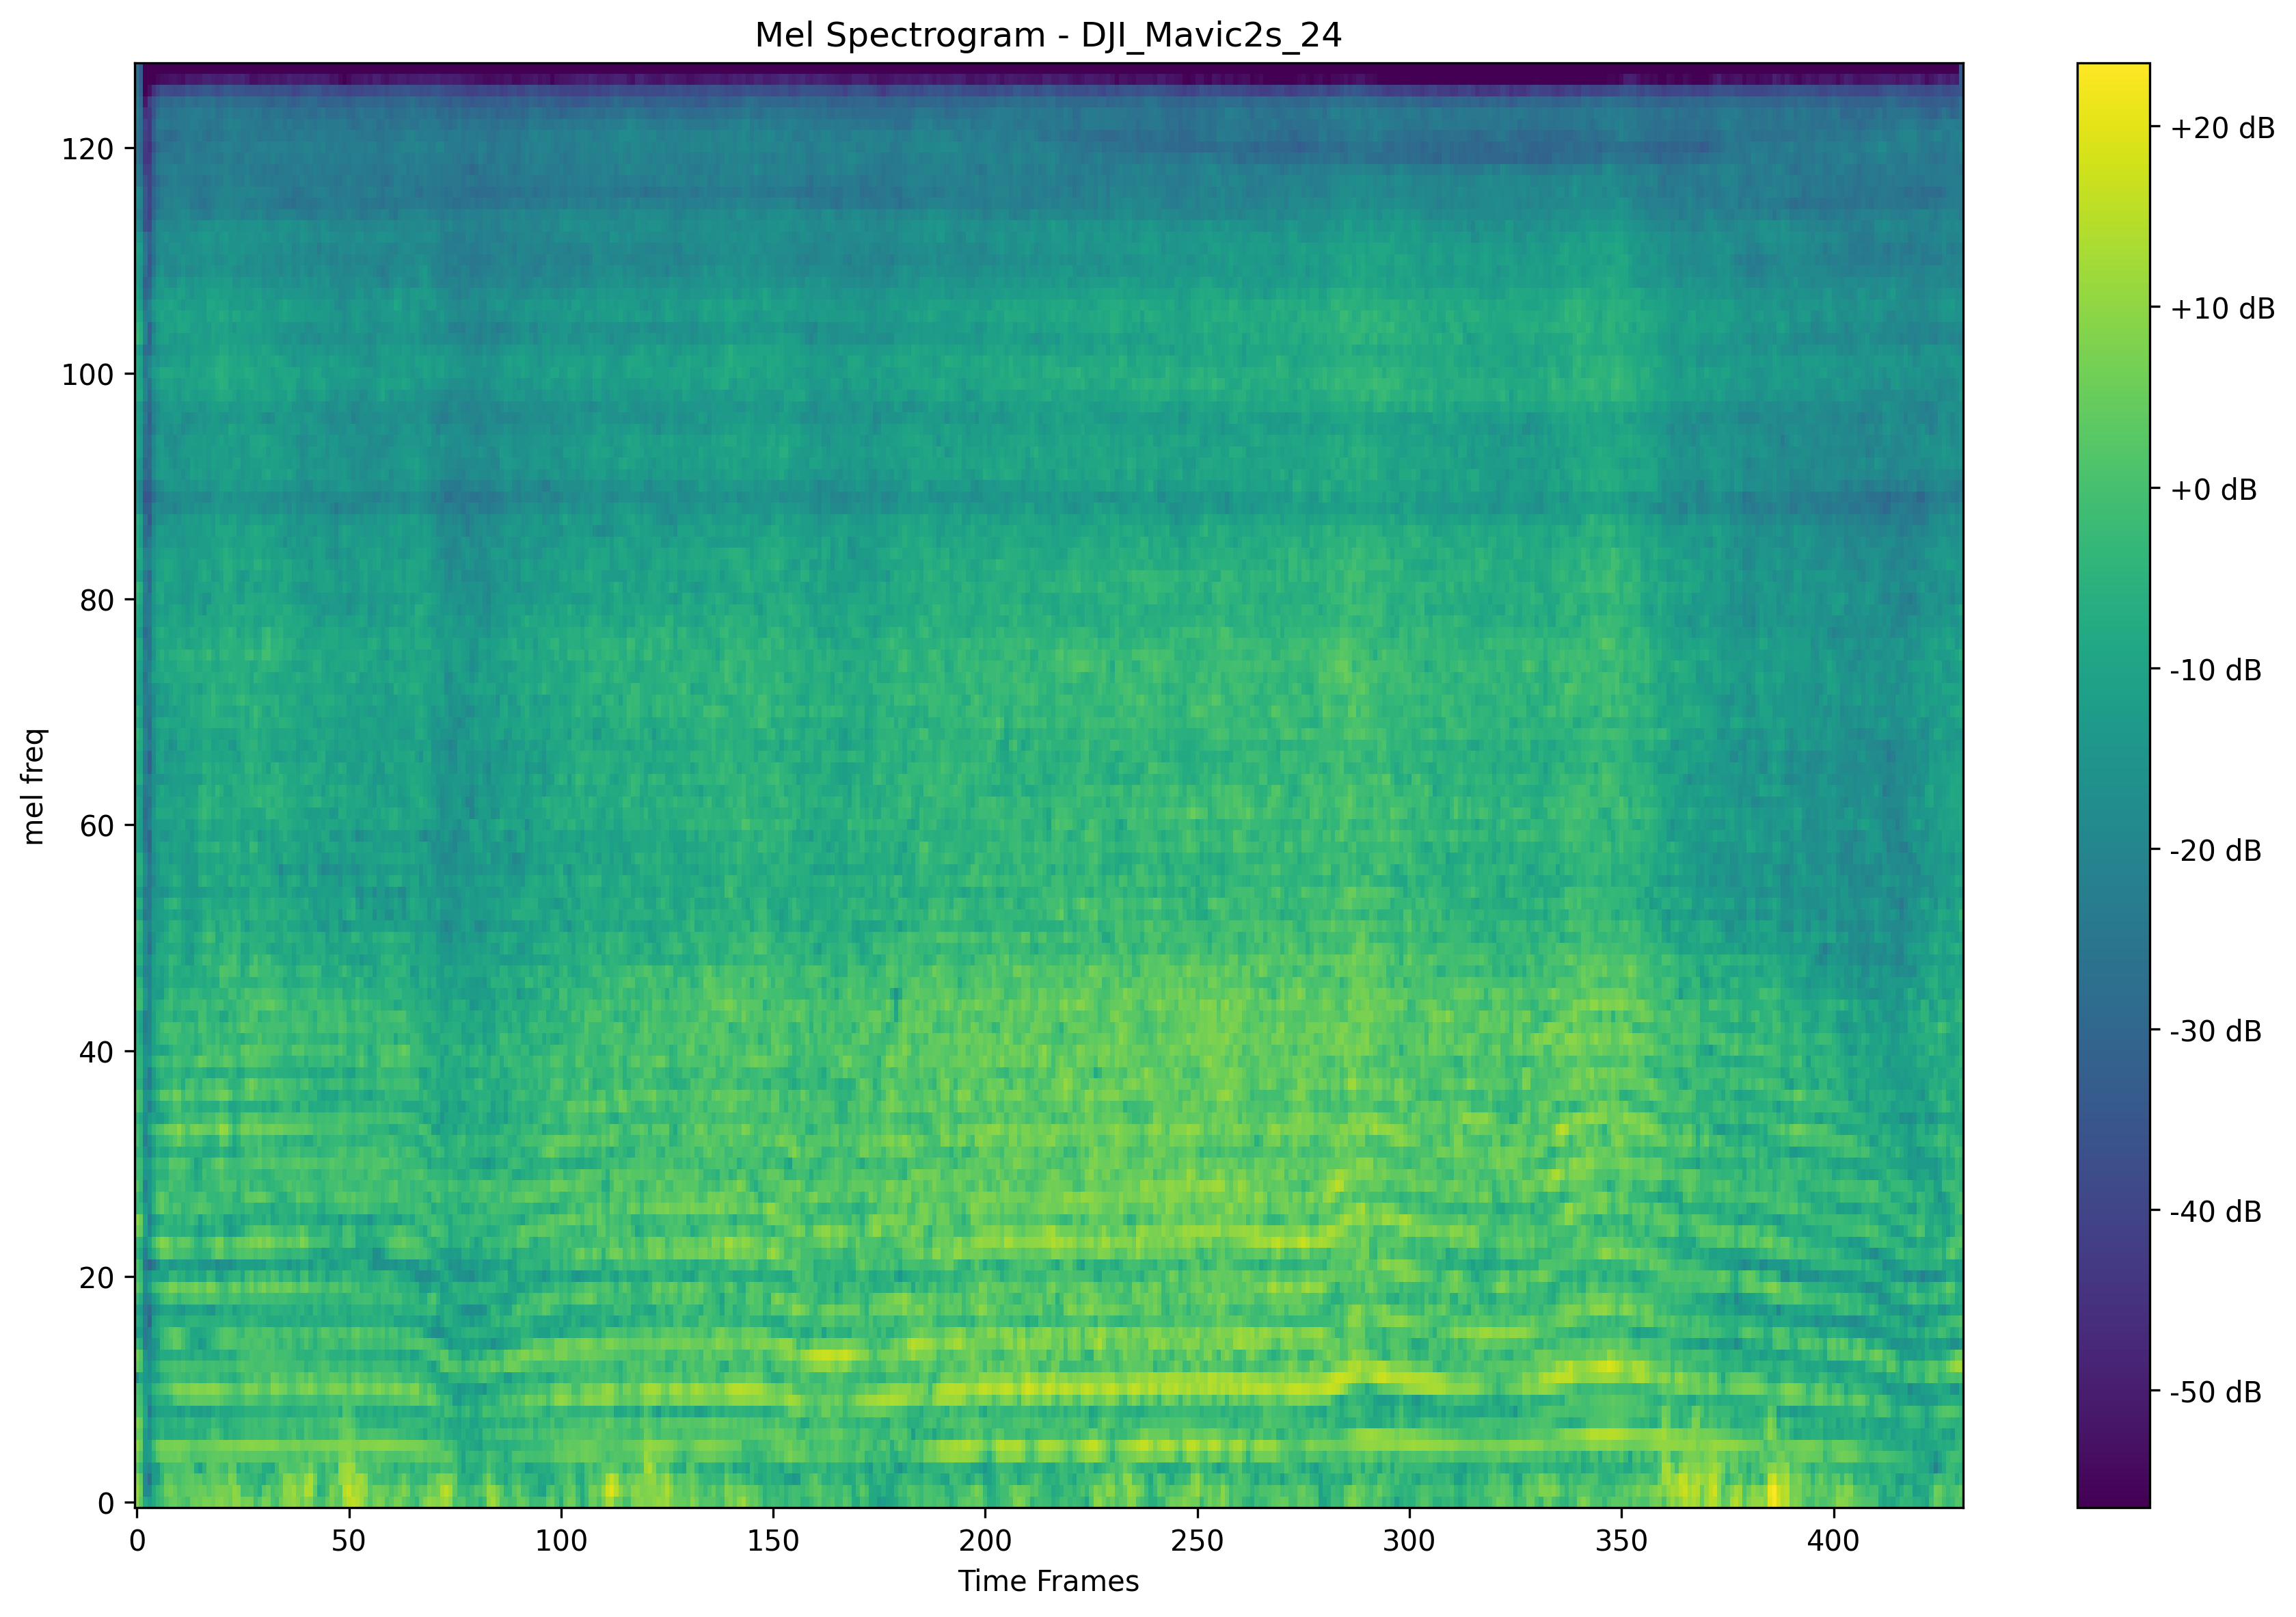 Mel Spectrogram - DJI_Mavic2s_24
mel freq
120
100
80
60
40
20
0
0 50 100 150 200 250 300 350 400
Time Frames
+20 dB
+10 dB
+0 dB
-10 dB
-20 dB
-30 dB
-40 dB
-50 dB